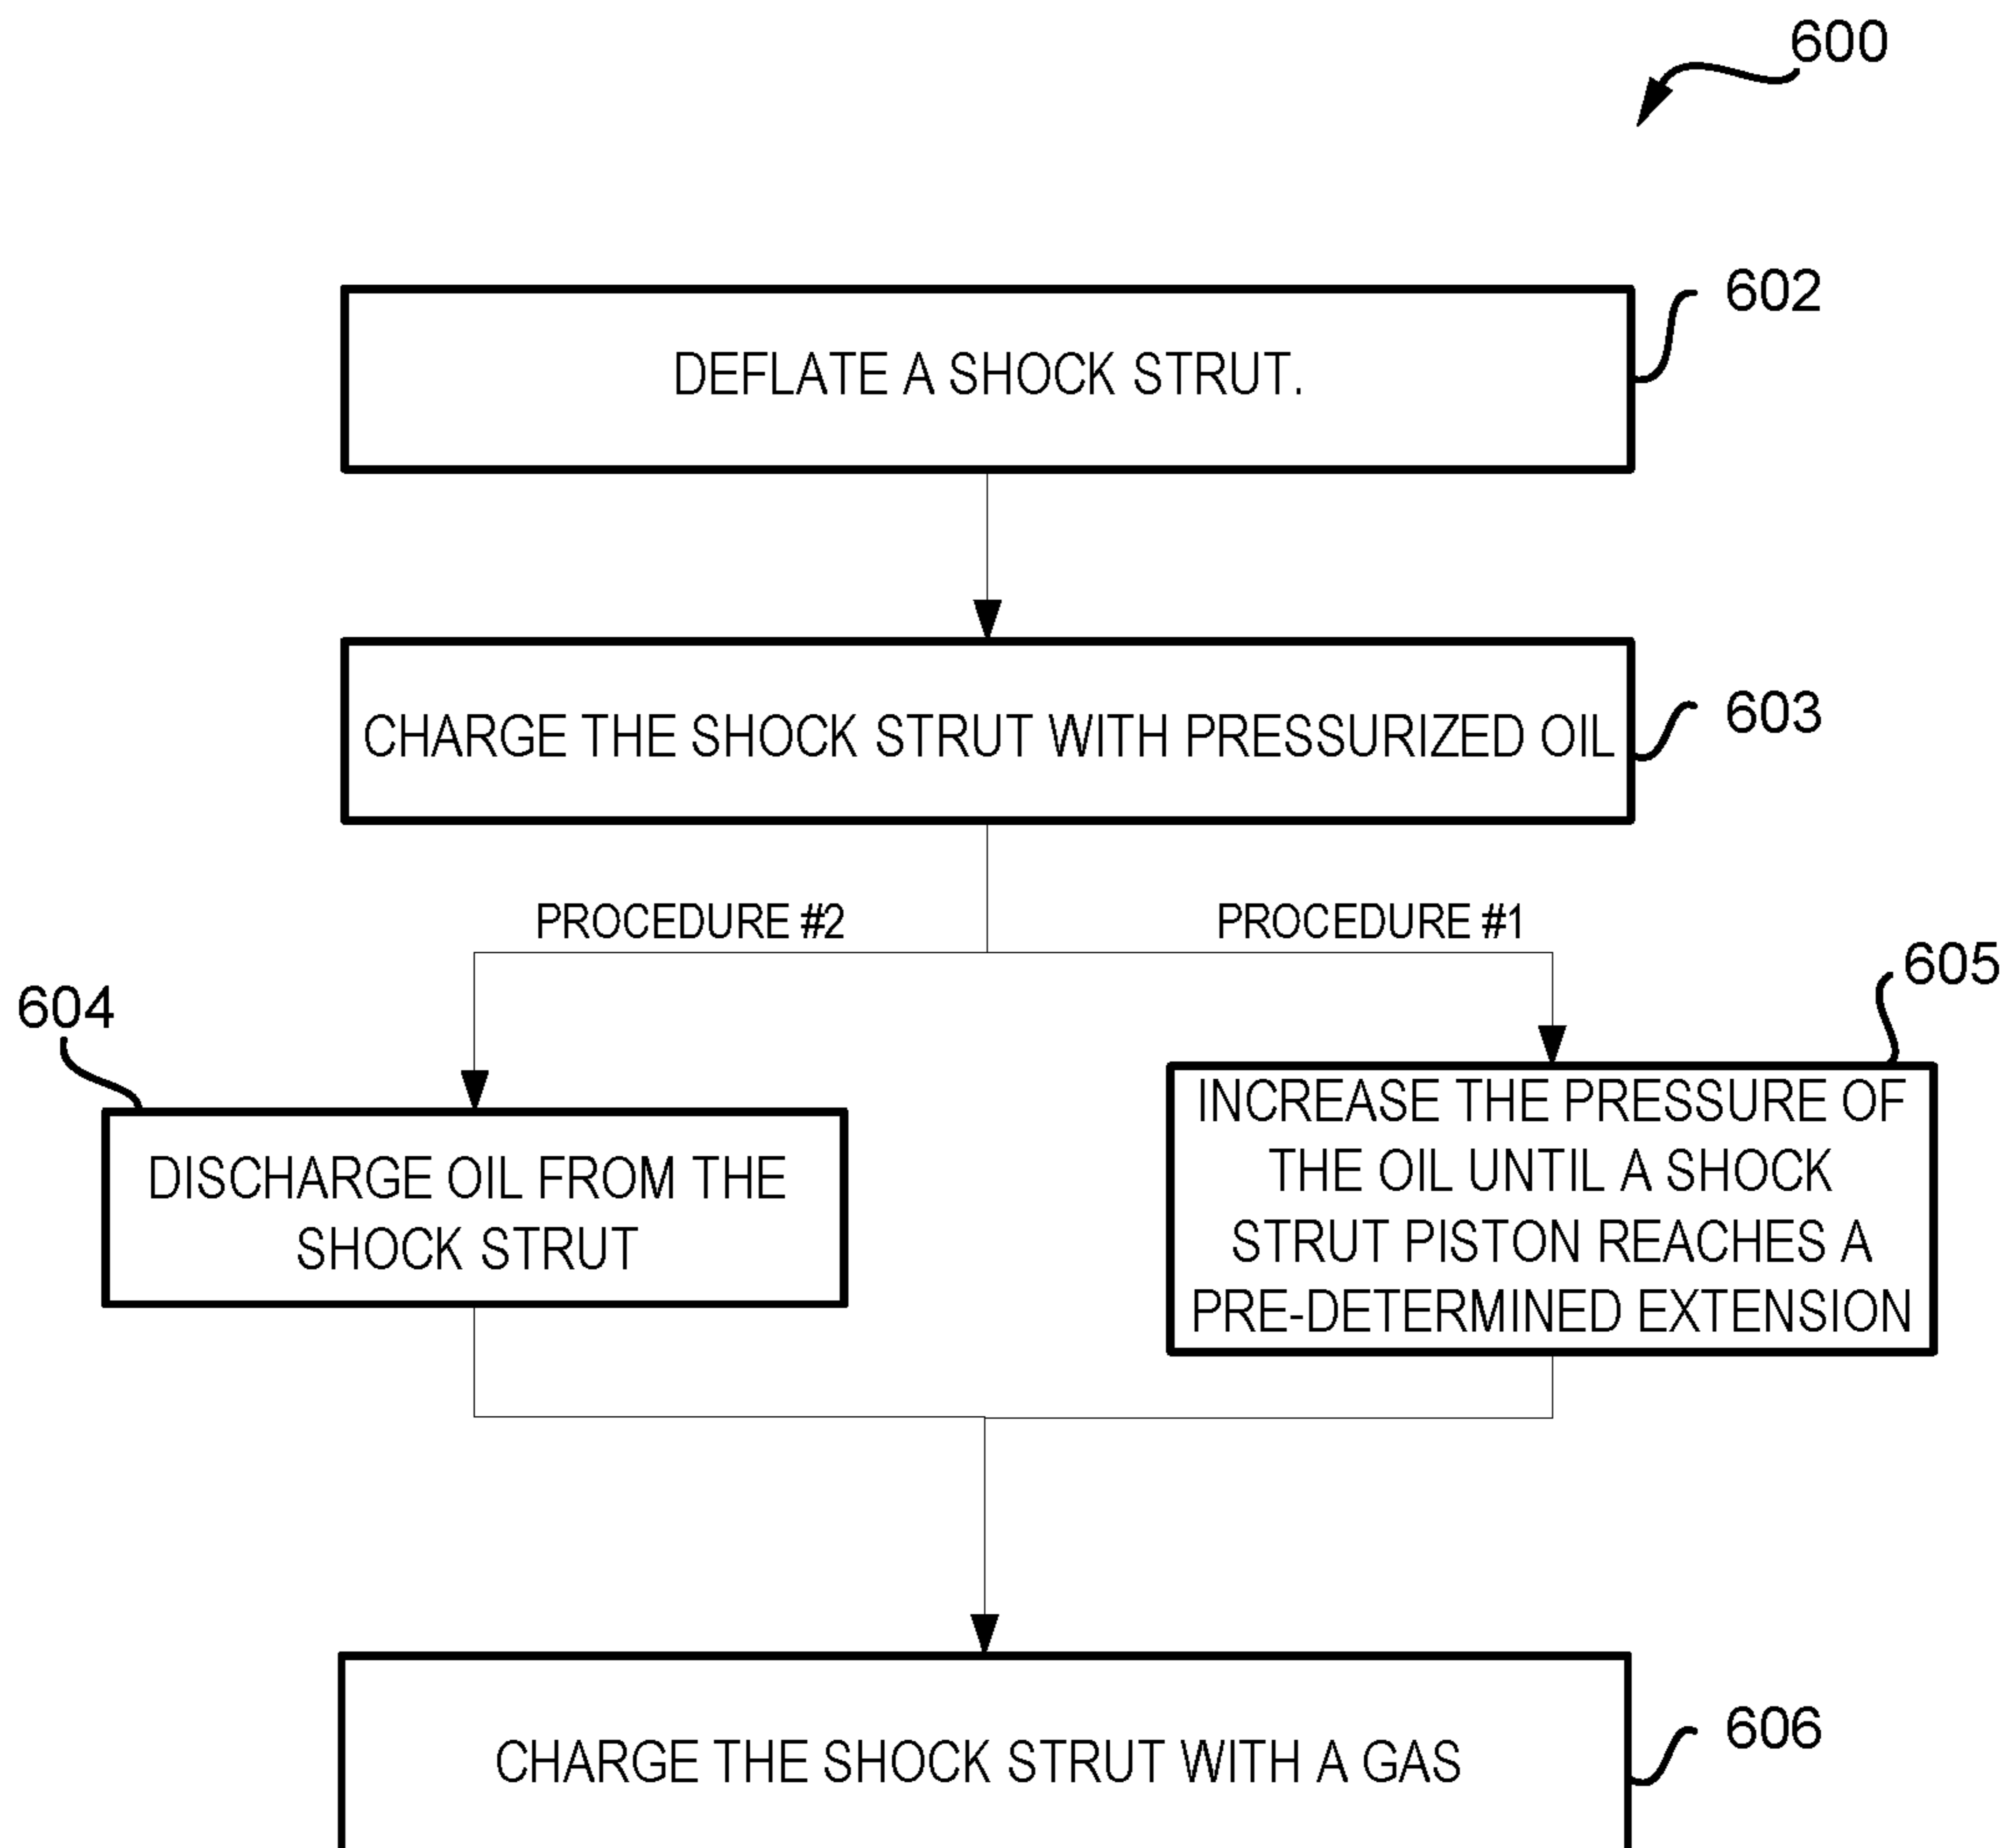 600
602
DEFLATE A SHOCK STRUT.
603
CHARGE THE SHOCK STRUT WITH PRESSURIZED OIL
PROCEDURE #2
PROCEDURE #1
604
605
DISCHARGE OIL FROM THE
SHOCK STRUT
INCREASE THE PRESSURE OF
THE OIL UNTIL A SHOCK
STRUT PISTON REACHES A
PRE-DETERMINED EXTENSION
606
CHARGE THE SHOCK STRUT WITH A GAS